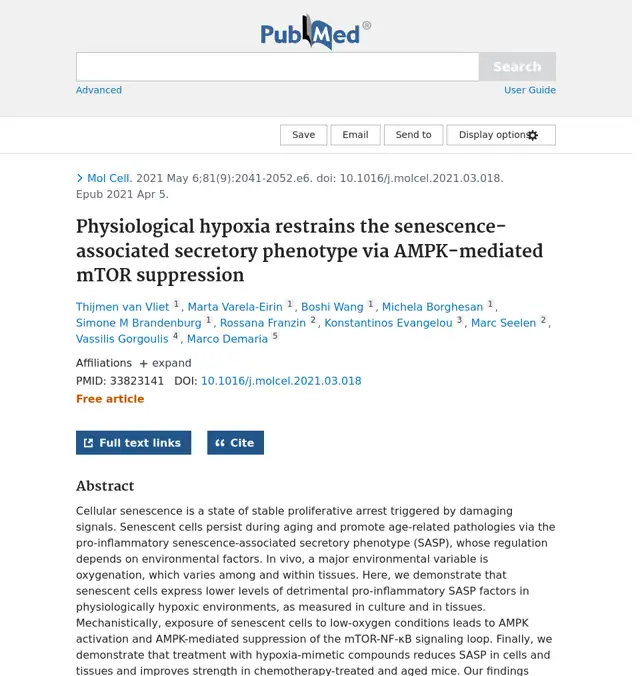 PubMed®
Search
Advanced
User Guide
Save
Email
Send to
Display options
Mol Cell. 2021 May 6;81(9):2041-2052.e6. doi: 10.1016/j.molcel.2021.03.018.
Epub 2021 Apr 5.
Physiological hypoxia restrains the senescence-
associated secretory phenotype via AMPK-mediated
mTOR suppression
Thijmen van Vliet 1, Marta Varela-Eirin 1, Boshi Wang 1, Michela Borghesan 1,
Simone M Brandenburg 1, Rossana Franzin 2, Konstantinos Evangelou 3, Marc Seelen 2,
Vassilis Gorgoulis 4, Marco Demaria 5
Affiliations + expand
PMID: 33823141 DOI: 10.1016/j.molcel.2021.03.018
Free article
Full text links
Cite
Abstract
Cellular senescence is a state of stable proliferative arrest triggered by damaging
signals. Senescent cells persist during aging and promote age-related pathologies via the
pro-inflammatory senescence-associated secretory phenotype (SASP), whose regulation
depends on environmental factors. In vivo, a major environmental variable is
oxygenation, which varies among and within tissues. Here, we demonstrate that
senescent cells express lower levels of detrimental pro-inflammatory SASP factors in
physiologically hypoxic environments, as measured in culture and in tissues.
Mechanistically, exposure of senescent cells to low-oxygen conditions leads to AMPK
activation and AMPK-mediated suppression of the mTOR-NF-κB signaling loop. Finally, we
demonstrate that treatment with hypoxia-mimetic compounds reduces SASP in cells and
tissues and improves strength in chemotherapy-treated and aged mice. Our findings